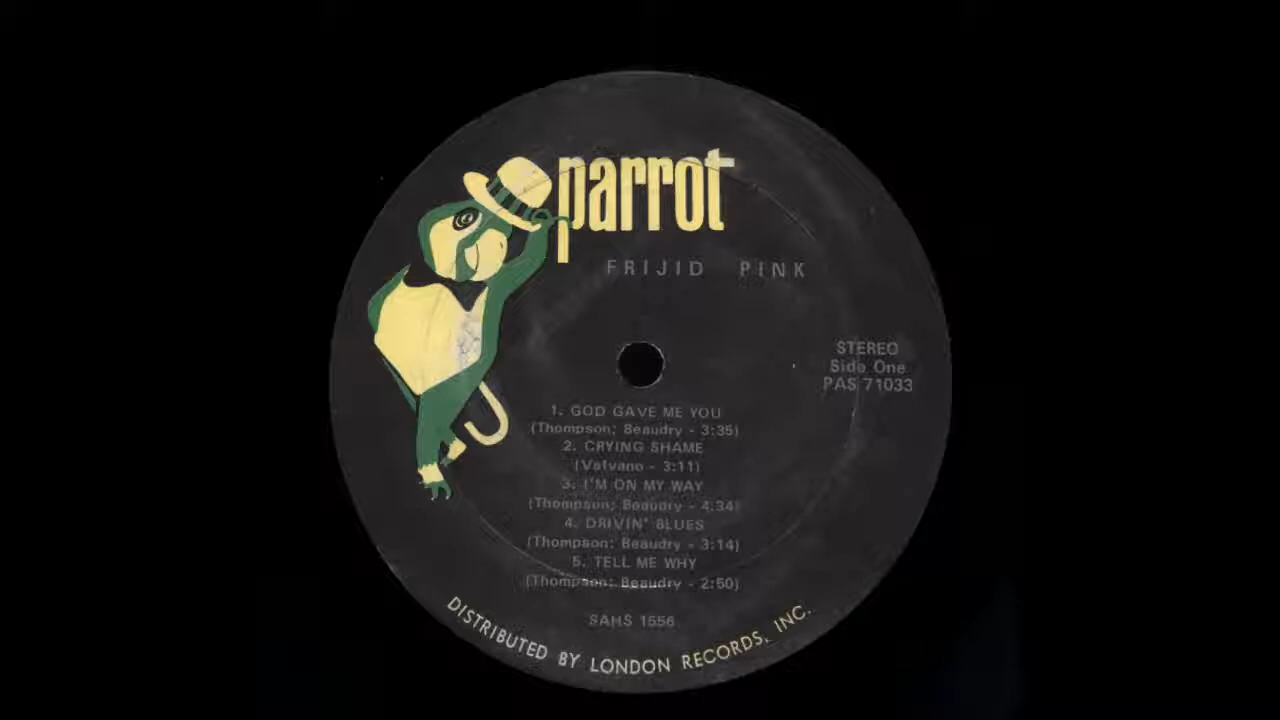 parrot
FRIJID PINK
STEREO
Side One
PAS 71033
1. GOD GAVE ME YOU
(Thompson; Beaudry - 3:35)
2. CRYING SHAME
(Valvano - 3:11)
3. I'M ON MY WAY
(Thompson; Beaudry - 4:34)
4. DRIVIN' BLUES
(Thompson; Beaudry - 3:14)
5. TELL ME WHY
(Thompson; Beaudry - 2:50)
SAHS 1556
DISTRIBUTED BY LONDON RECORDS, INC.